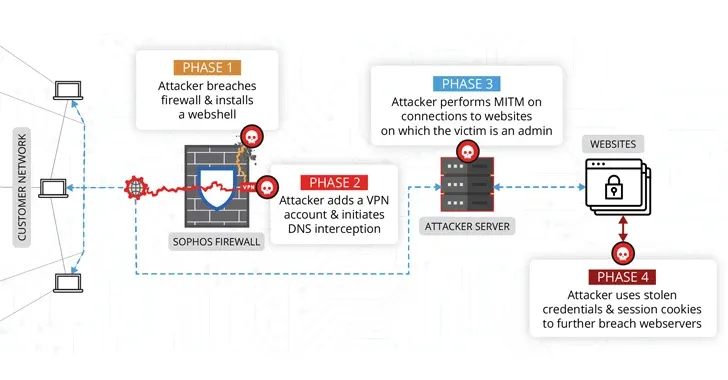 PHASE 1
Attacker breaches
firewall & installs
a webshell
PHASE 3
Attacker performs MITM on
connections to websites
on which the victim is an admin
WEBSITES
CUSTOMER NETWORK
VPN
PHASE 2
Attacker adds a VPN
account & initiates
DNS interception
SOPHOS FIREWALL
ATTACKER SERVER
PHASE 4
Attacker uses stolen
credentials & session cookies
to further breach webservers